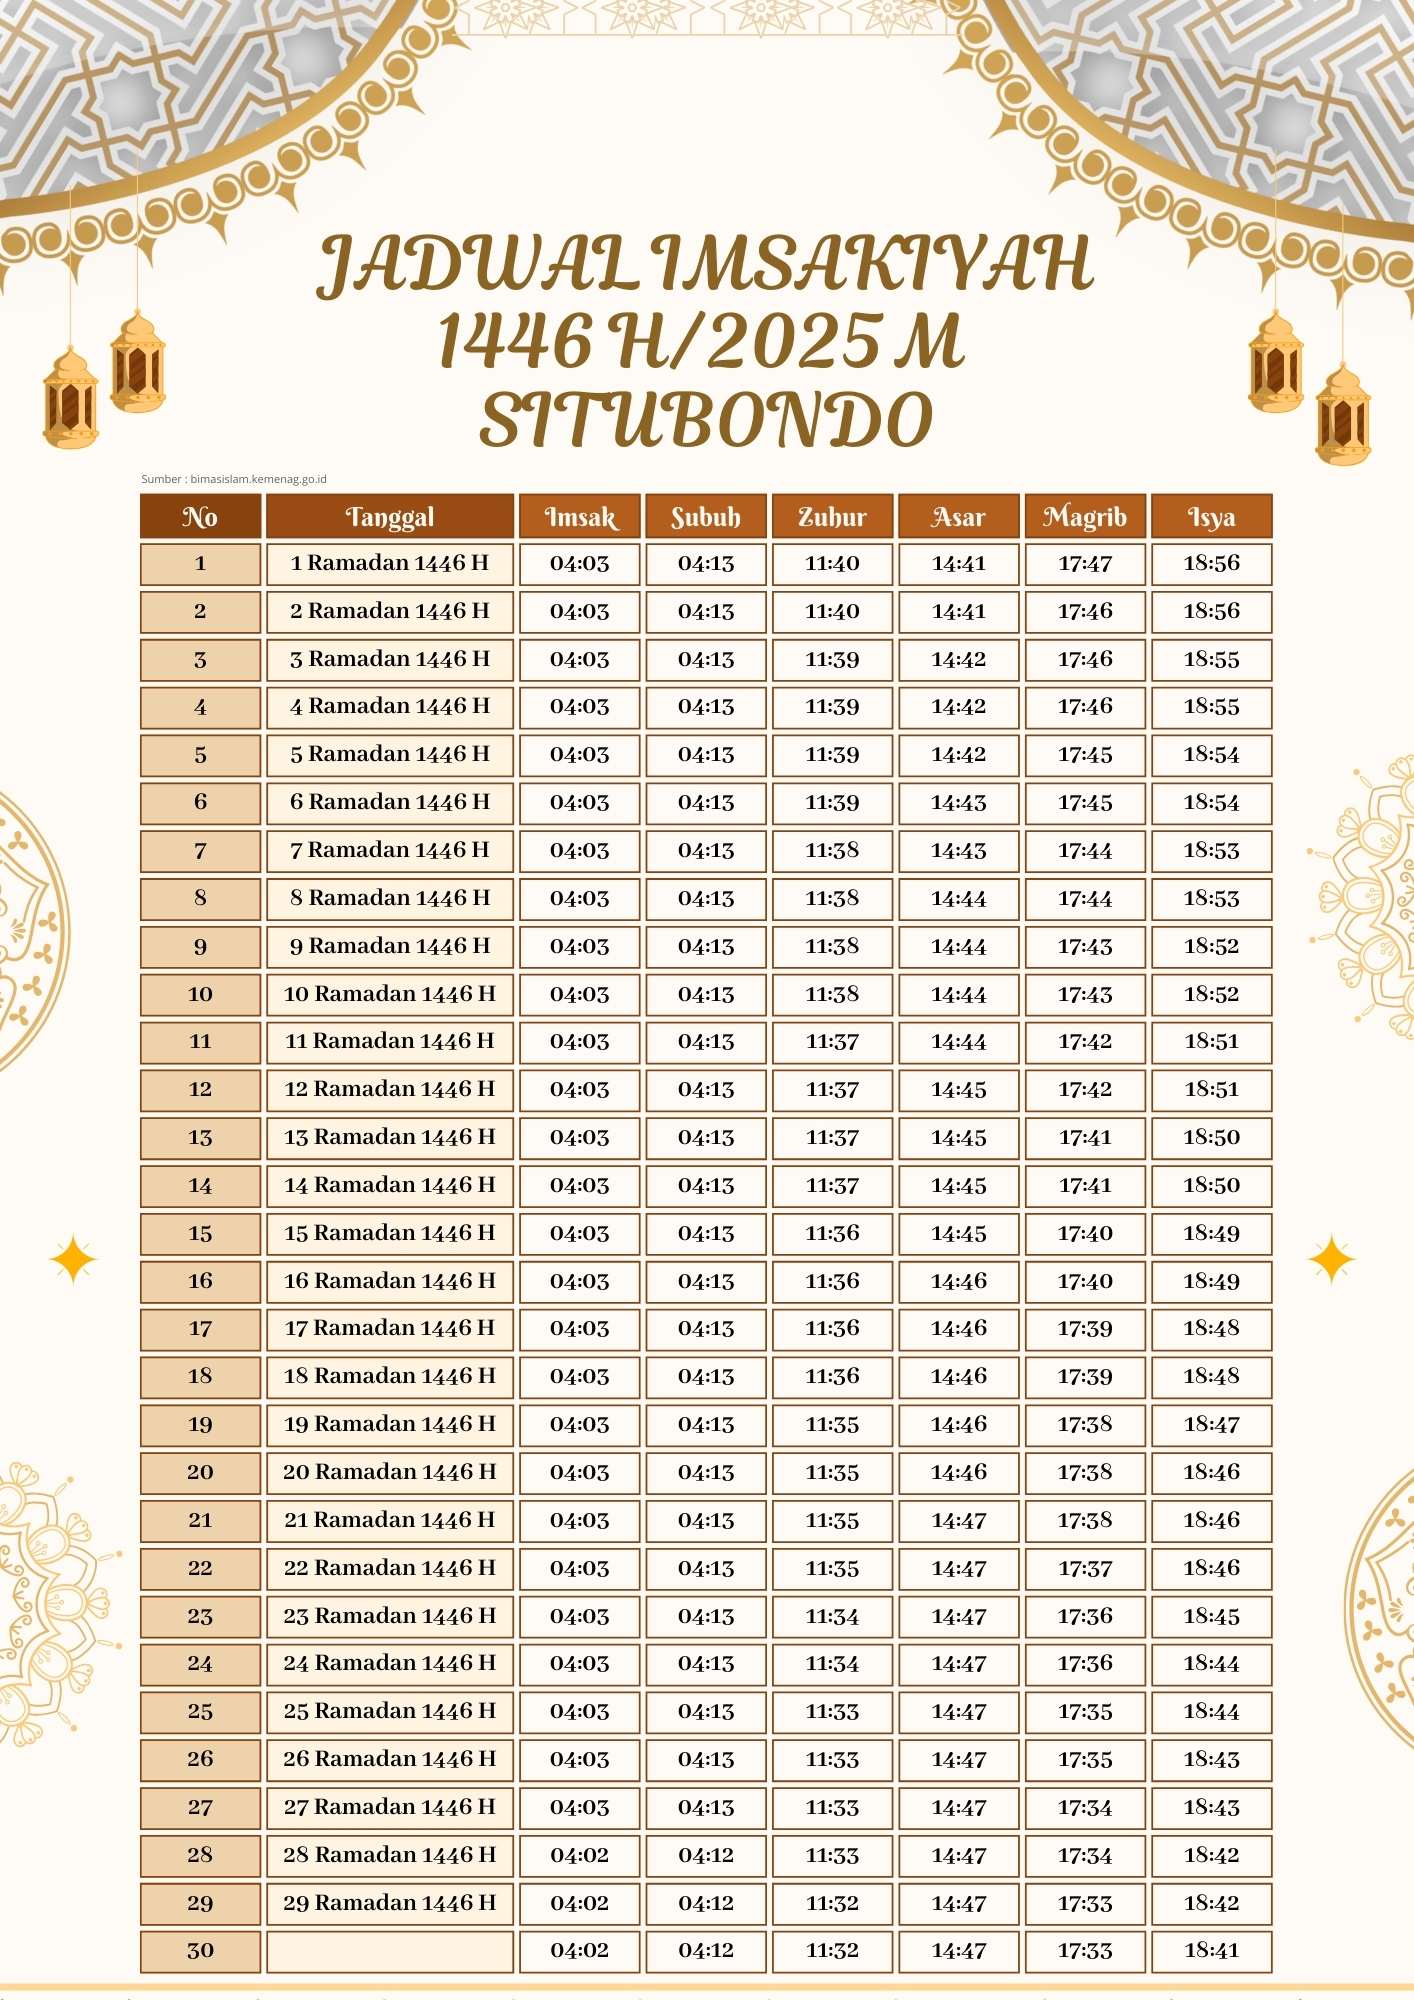 JADWAL IMSAKIYAH
1446 H/2025 M
SITUBONDO
Sumber : bimasislam.kemenag.go.id
No Tanggal Imsak Subuh Zuhur Asar Magrib Isya
1 1 Ramadan 1446 H 04:03 04:13 11:40 14:41 17:47 18:56
2 2 Ramadan 1446 H 04:03 04:13 11:40 14:41 17:46 18:56
3 3 Ramadan 1446 H 04:03 04:13 11:39 14:42 17:46 18:55
4 4 Ramadan 1446 H 04:03 04:13 11:39 14:42 17:46 18:55
5 5 Ramadan 1446 H 04:03 04:13 11:39 14:42 17:45 18:54
6 6 Ramadan 1446 H 04:03 04:13 11:39 14:43 17:45 18:54
7 7 Ramadan 1446 H 04:03 04:13 11:38 14:43 17:44 18:53
8 8 Ramadan 1446 H 04:03 04:13 11:38 14:44 17:44 18:53
9 9 Ramadan 1446 H 04:03 04:13 11:38 14:44 17:43 18:52
10 10 Ramadan 1446 H 04:03 04:13 11:38 14:44 17:43 18:52
11 11 Ramadan 1446 H 04:03 04:13 11:37 14:44 17:42 18:51
12 12 Ramadan 1446 H 04:03 04:13 11:37 14:45 17:42 18:51
13 13 Ramadan 1446 H 04:03 04:13 11:37 14:45 17:41 18:50
14 14 Ramadan 1446 H 04:03 04:13 11:37 14:45 17:41 18:50
15 15 Ramadan 1446 H 04:03 04:13 11:36 14:45 17:40 18:49
16 16 Ramadan 1446 H 04:03 04:13 11:36 14:46 17:40 18:49
17 17 Ramadan 1446 H 04:03 04:13 11:36 14:46 17:39 18:48
18 18 Ramadan 1446 H 04:03 04:13 11:36 14:46 17:39 18:48
19 19 Ramadan 1446 H 04:03 04:13 11:35 14:46 17:38 18:47
20 20 Ramadan 1446 H 04:03 04:13 11:35 14:46 17:38 18:46
21 21 Ramadan 1446 H 04:03 04:13 11:35 14:47 17:38 18:46
22 22 Ramadan 1446 H 04:03 04:13 11:35 14:47 17:37 18:46
23 23 Ramadan 1446 H 04:03 04:13 11:34 14:47 17:36 18:45
24 24 Ramadan 1446 H 04:03 04:13 11:34 14:47 17:36 18:44
25 25 Ramadan 1446 H 04:03 04:13 11:33 14:47 17:35 18:44
26 26 Ramadan 1446 H 04:03 04:13 11:33 14:47 17:35 18:43
27 27 Ramadan 1446 H 04:03 04:13 11:33 14:47 17:34 18:43
28 28 Ramadan 1446 H 04:02 04:12 11:33 14:47 17:34 18:42
29 29 Ramadan 1446 H 04:02 04:12 11:32 14:47 17:33 18:42
30 04:02 04:12 11:32 14:47 17:33 18:41